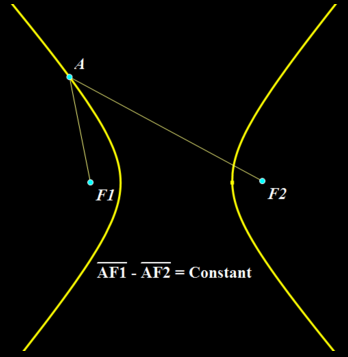 A
F1
F2
AF1 - AF2 = Constant